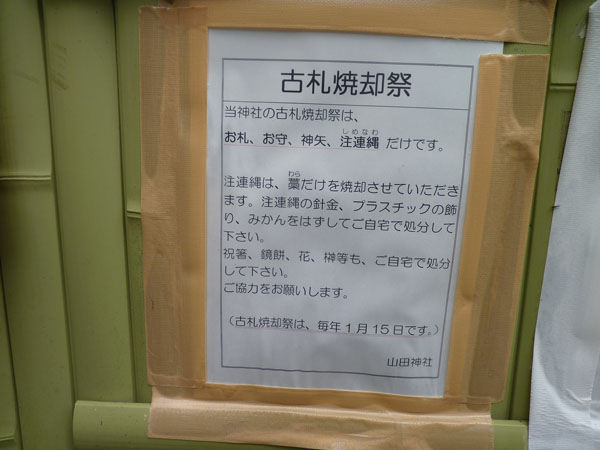 古札焼却祭
当神社の古札焼却祭は、
しめなわ
お札、お守、神矢、注連縄 だけです。
わら
注連縄は、藁だけを焼却させていただき
ます。注連縄の針金、プラスチックの飾
り、みかんをはずしてご自宅で処分して
下さい。
祝箸、鏡餅、花、榊等も、ご自宅で処分
して下さい。
ご協力をお願いします。
（古札焼却祭は、毎年１月１５日です。）
山田神社